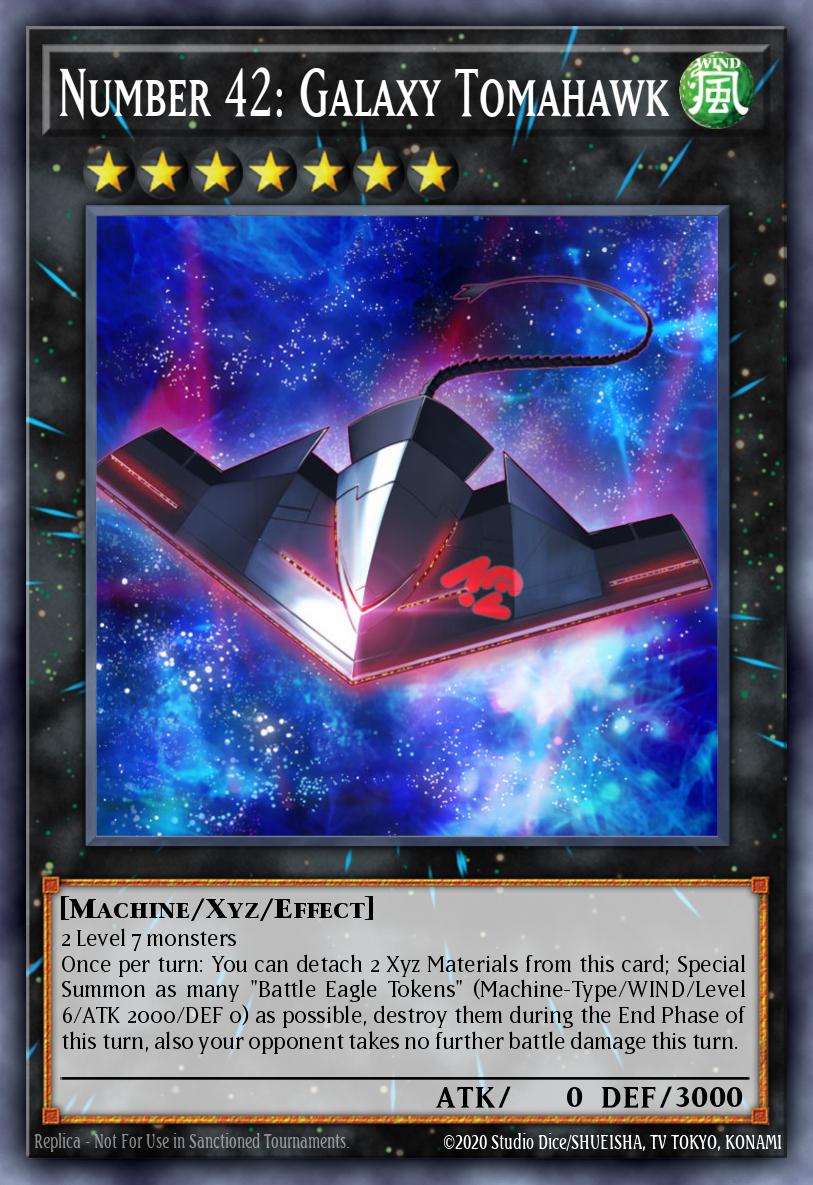 Number 42: Galaxy Tomahawk
WIND
風
42
[Machine/Xyz/Effect]
2 Level 7 monsters
Once per turn: You can detach 2 Xyz Materials from this card; Special
Summon as many "Battle Eagle Tokens" (Machine-Type/WIND/Level
6/ATK 2000/DEF 0) as possible, destroy them during the End Phase of
this turn, also your opponent takes no further battle damage this turn.
ATK/ 0 DEF/3000
Replica - Not For Use in Sanctioned Tournaments.
©2020 Studio Dice/SHUEISHA, TV TOKYO, KONAMI